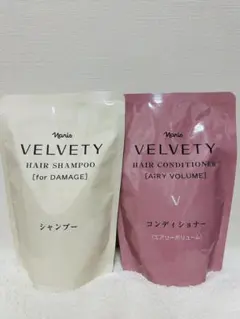 Naris
VELVETY
HAIR SHAMPOO
[for DAMAGE]
シャンプー
Naris
VELVETY
HAIR CONDITIONER
[AiRY VOLUME]
V
コンディショナー
〈エアリーボリューム〉